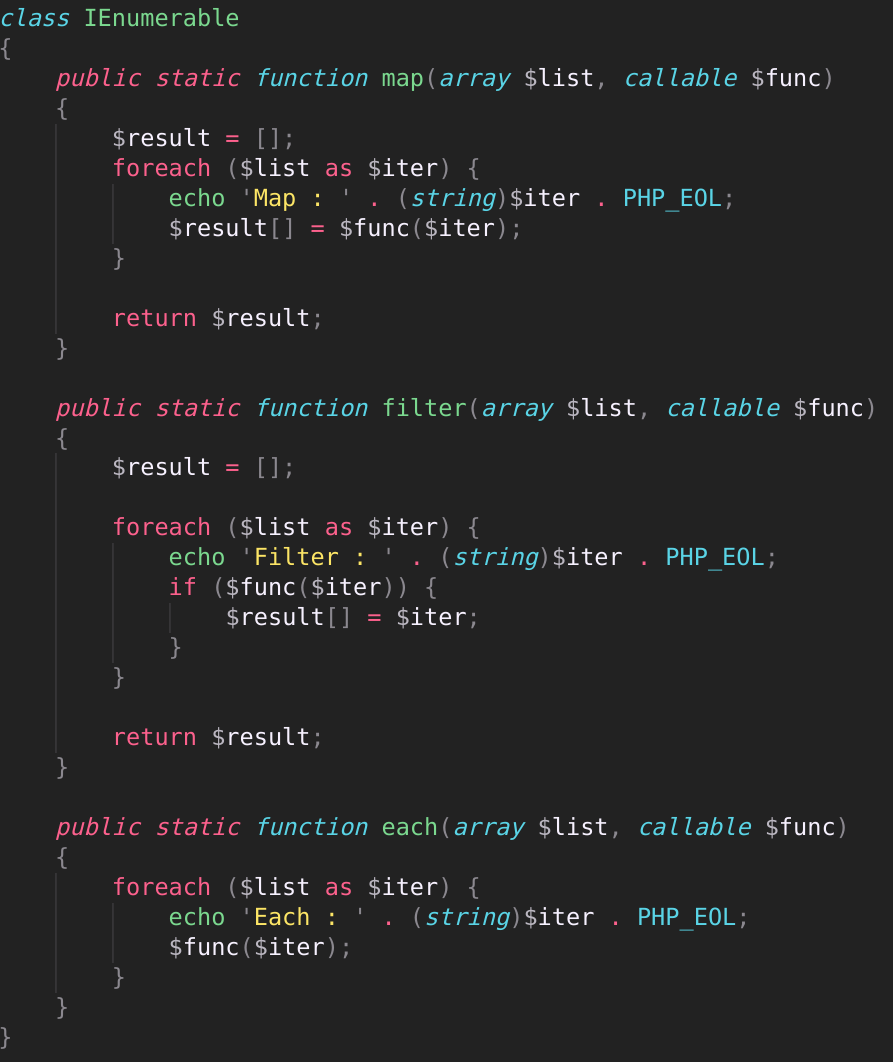 class IEnumerable
{
    public static function map(array $list, callable $func)
    {
        $result = [];
        foreach ($list as $iter) {
            echo 'Map : ' . (string)$iter . PHP_EOL;
            $result[] = $func($iter);
        }

        return $result;
    }

    public static function filter(array $list, callable $func)
    {
        $result = [];

        foreach ($list as $iter) {
            echo 'Filter : ' . (string)$iter . PHP_EOL;
            if ($func($iter)) {
                $result[] = $iter;
            }
        }

        return $result;
    }

    public static function each(array $list, callable $func)
    {
        foreach ($list as $iter) {
            echo 'Each : ' . (string)$iter . PHP_EOL;
            $func($iter);
        }
    }
}